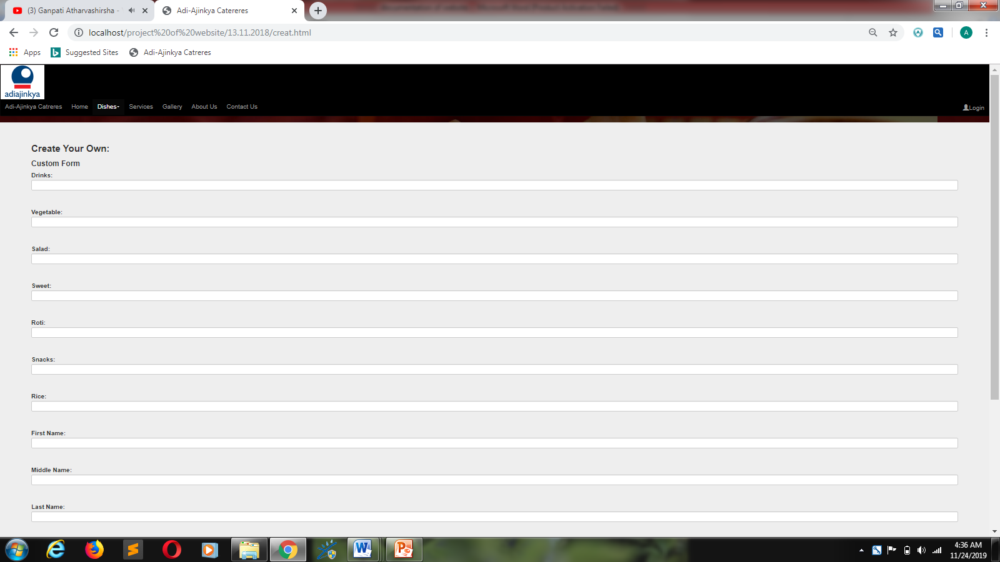 (3) Ganpati Atharvashirsha -
Adi-Ajinkya Catereres
localhost/project%20of%20website/13.11.2018/creat.html
A
Apps
Suggested Sites
Adi-Ajinkya Catreres
adiajinkya
Adi-Ajinkya Catreres Home Dishes Services Gallery About Us Contact Us
Login
Create Your Own:
Custom Form
Drinks:
Vegetable:
Salad:
Sweet:
Roti:
Snacks:
Rice:
First Name:
Middle Name:
Last Name:
4:36 AM
11/24/2019